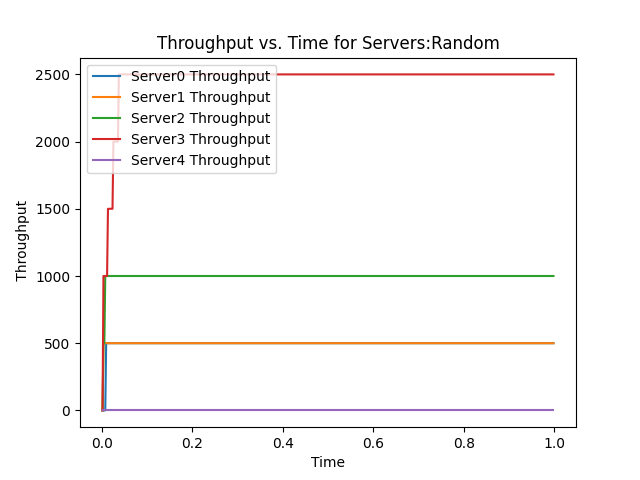 Throughput vs. Time for Servers:Random
Server0 Throughput
Server1 Throughput
Server2 Throughput
Server3 Throughput
Server4 Throughput
Throughput
2500
2000
1500
1000
500
0
0.0
0.2
0.4
0.6
0.8
1.0
Time